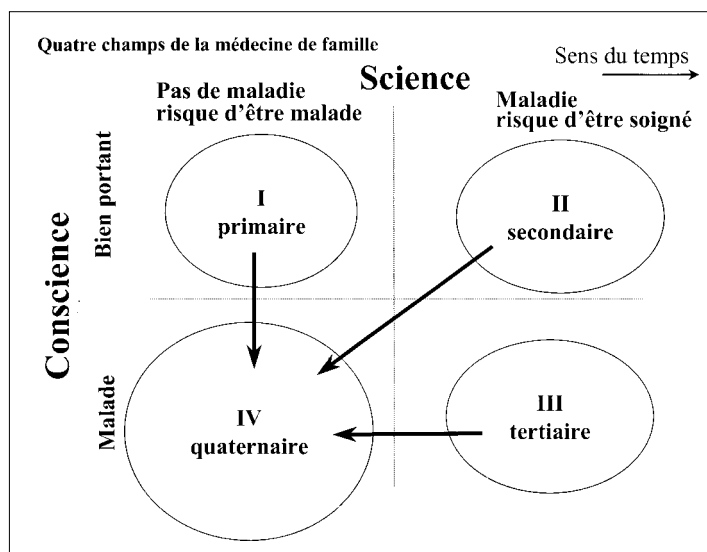 Quatre champs de la médecine de famille
Sens du temps
Science
Pas de maladie
risque d'être malade
Maladie
risque d'être soigné
Conscience
Bien portant
I
primaire
II
secondaire
Malade
IV
quaternaire
III
tertiaire